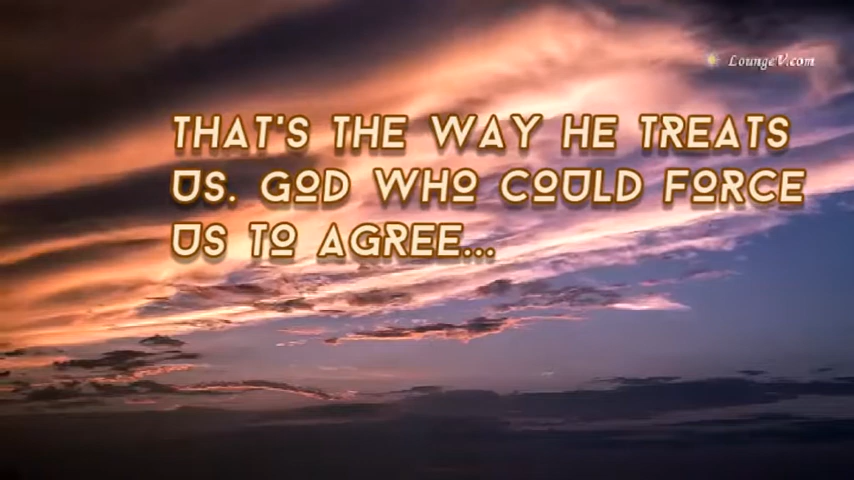 LoungeV.com
THAT'S THE WAY HE TREATS
US. GOD WHO COULD FORCE
US TO AGREE...